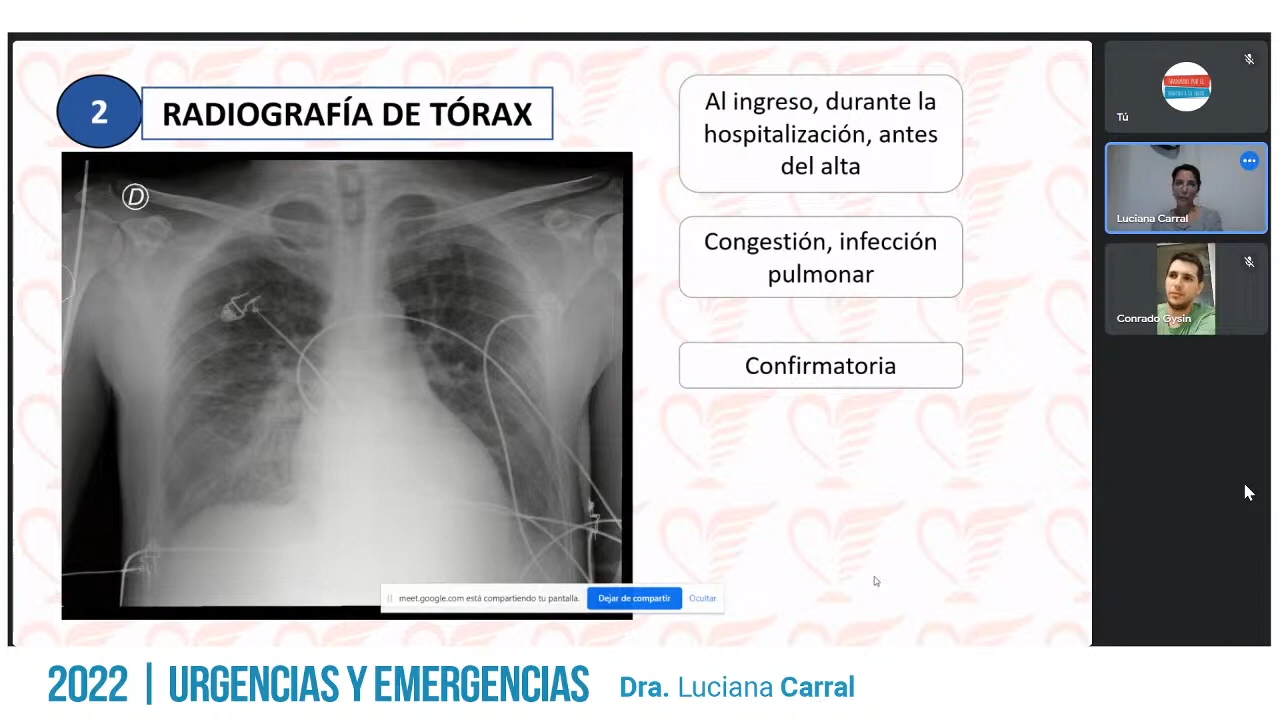 2
RADIOGRAFÍA DE TÓRAX
D
Al ingreso, durante la
hospitalización, antes
del alta
Congestión, infección
pulmonar
Confirmatoria
meet.google.com está compartiendo tu pantalla.
Dejar de compartir
Ocultar
Tú
Luciana Carral
Conrado Gysin
2022 | URGENCIAS Y EMERGENCIAS
Dra. Luciana Carral